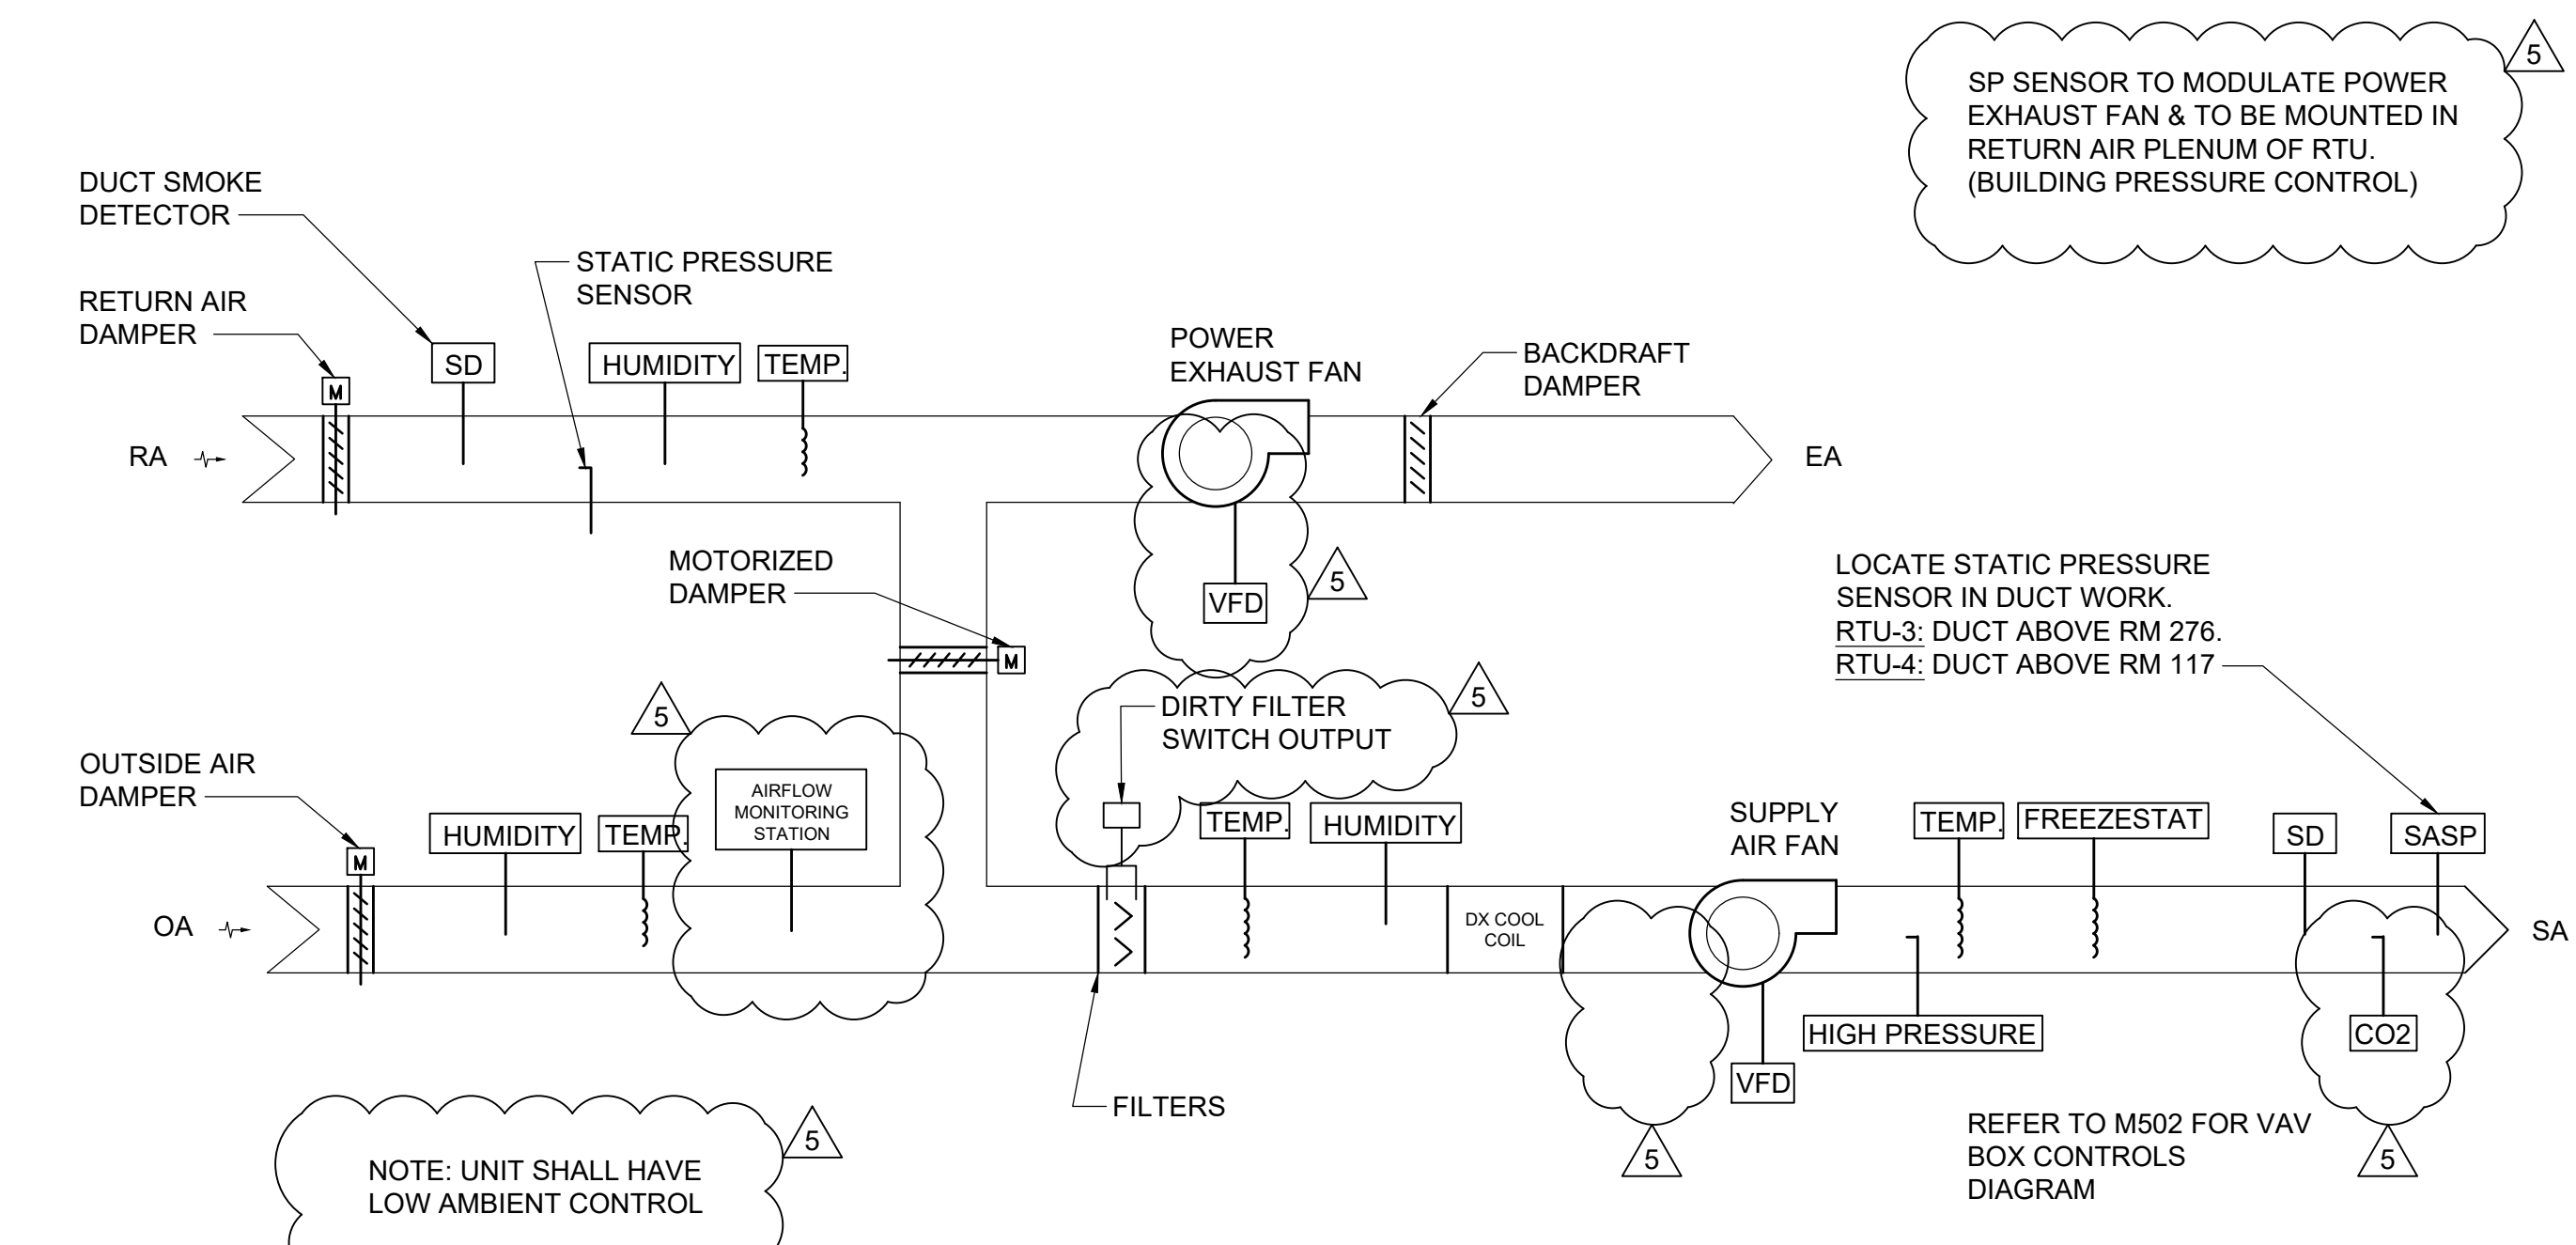 5
SP SENSOR TO MODULATE POWER
EXHAUST FAN & TO BE MOUNTED IN
RETURN AIR PLENUM OF RTU.
(BUILDING PRESSURE CONTROL)
DUCT SMOKE
DETECTOR
STATIC PRESSURE
SENSOR
RETURN AIR
DAMPER
M
SD
HUMIDITY
TEMP.
POWER
EXHAUST FAN
BACKDRAFT
DAMPER
RA
EA
MOTORIZED
DAMPER
M
VFD
5
LOCATE STATIC PRESSURE
SENSOR IN DUCT WORK.
RTU-3: DUCT ABOVE RM 276.
RTU-4: DUCT ABOVE RM 117
5
DIRTY FILTER
SWITCH OUTPUT
5
OUTSIDE AIR
DAMPER
M
HUMIDITY
TEMP.
AIRFLOW
MONITORING
STATION
TEMP.
HUMIDITY
SUPPLY
AIR FAN
TEMP.
FREEZESTAT
SD
SASP
OA
DX COOL
COIL
SA
HIGH PRESSURE
CO2
VFD
FILTERS
5
5
REFER TO M502 FOR VAV
BOX CONTROLS
DIAGRAM
5
NOTE: UNIT SHALL HAVE
LOW AMBIENT CONTROL